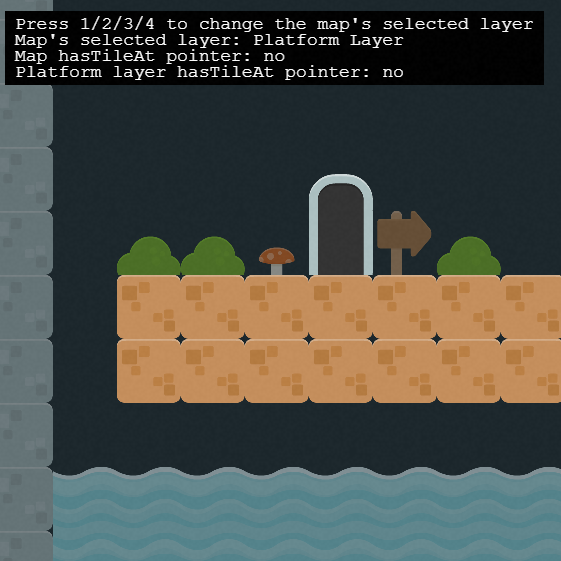 Press 1/2/3/4 to change the map's selected layer
Map's selected layer: Platform Layer
Map hasTileAt pointer: no
Platform layer hasTileAt pointer: no